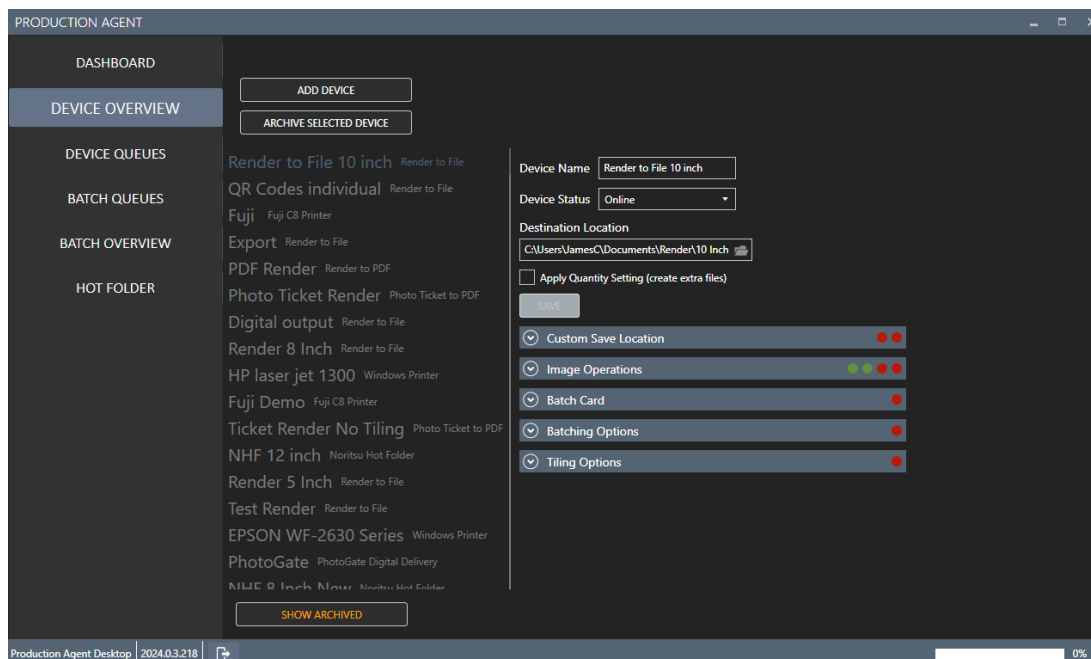 PRODUCTION AGENT
DASHBOARD
DEVICE OVERVIEW
DEVICE QUEUES
BATCH QUEUES
BATCH OVERVIEW
HOT FOLDER
ADD DEVICE
ARCHIVE SELECTED DEVICE
Render to File 10 inch Render to File
QR Codes individual Render to File
Fuji Fuji C8 Printer
Export Render to File
PDF Render Render to PDF
Photo Ticket Render Photo Ticket to PDF
Digital output Render to File
Render 8 Inch Render to File
HP laser jet 1300 Windows Printer
Fuji Demo Fuji C8 Printer
Ticket Render No Tiling Photo Ticket to PDF
NHF 12 inch Noritsu Hot Folder
Render 5 Inch Render to File
Test Render Render to File
EPSON WF-2630 Series Windows Printer
PhotoGate PhotoGate Digital Delivery
NHF 8 Inch New Noritsu Hot Folder
SHOW ARCHIVED
Device Name Render to File 10 inch
Device Status Online
Destination Location
C:\Users\JamesC\Documents\Render\10 Inch
Apply Quantity Setting (create extra files)
SAVE
Custom Save Location
Image Operations
Batch Card
Batching Options
Tiling Options
Production Agent Desktop 2024.0.3.218 0%